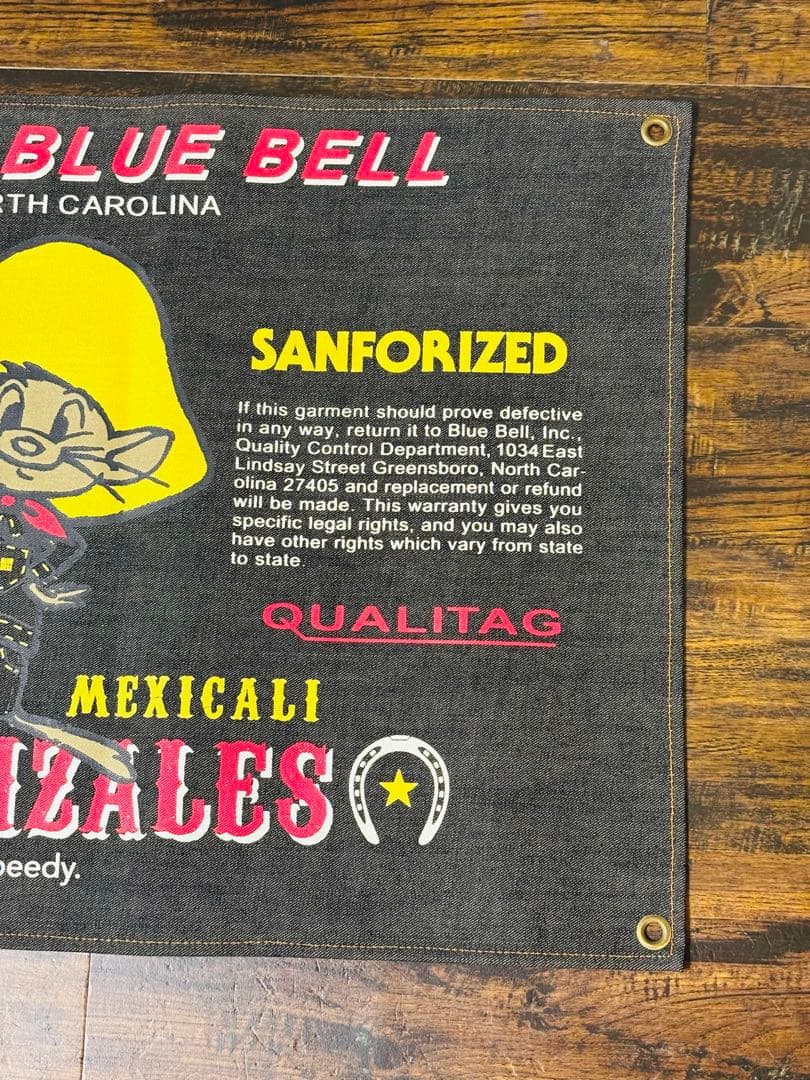 BLUE BELL
RTH CAROLINA
SANFORIZED
If this garment should prove defective
in any way, return it to Blue Bell, Inc.,
Quality Control Department, 1034 East
Lindsay Street Greensboro, North Car-
olina 27405 and replacement or refund
will be made. This warranty gives you
specific legal rights, and you may also
have other rights which vary from state
to state.
QUALITAG
MEXICALI
ZALES
peedy.